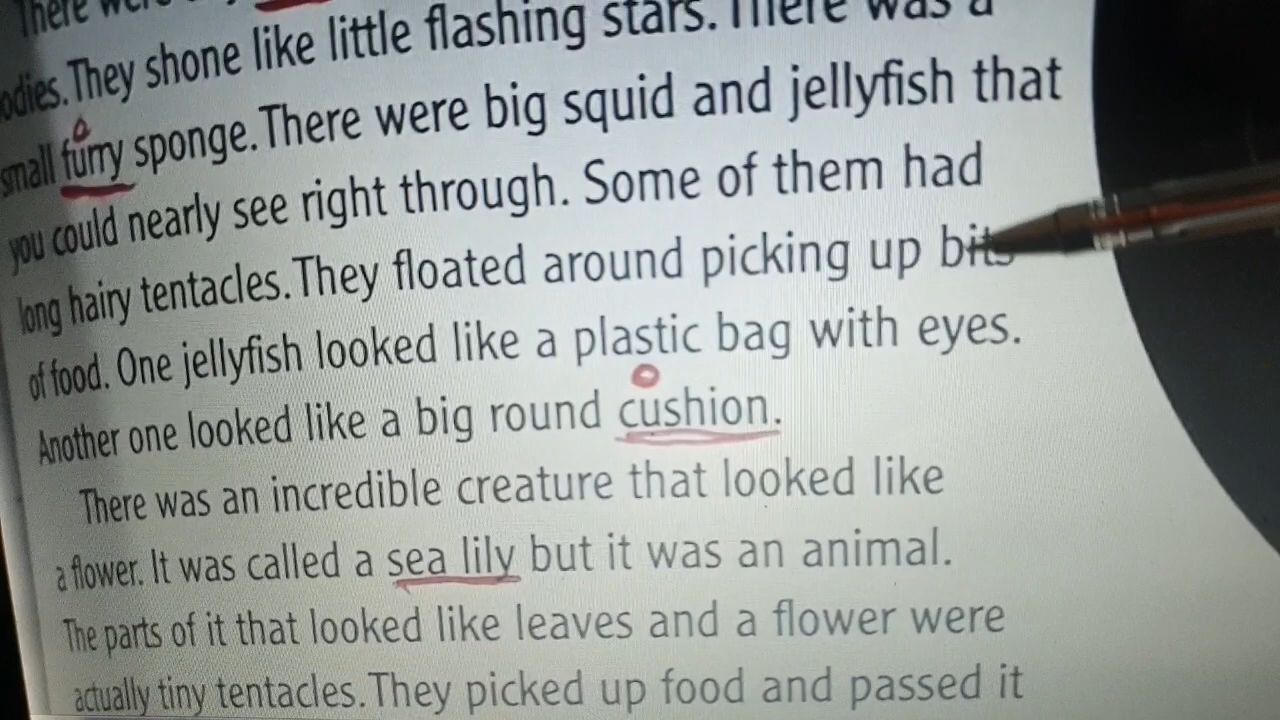 There were
odies. They shone like little flashing stars. There was a
small furry sponge. There were big squid and jellyfish that
you could nearly see right through. Some of them had
long hairy tentacles. They floated around picking up bits
of food. One jellyfish looked like a plastic bag with eyes.
Another one looked like a big round cushion.
There was an incredible creature that looked like
a flower. It was called a sea lily but it was an animal.
The parts of it that looked like leaves and a flower were
actually tiny tentacles. They picked up food and passed it